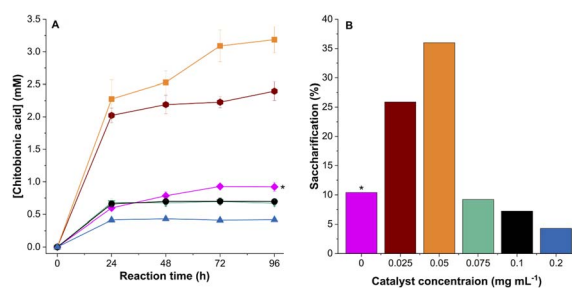 A
[Chitobionic acid] (mM)
3.5
3.0
2.5
2.0
1.5
1.0
0.5
0.0
*
0 24 48 72 96
Reaction time (h)
B
Saccharification (%)
40
35
30
25
20
15
10
5
0
*
0 0.025 0.05 0.075 0.1 0.2
Catalyst concentraion (mg mL⁻¹)